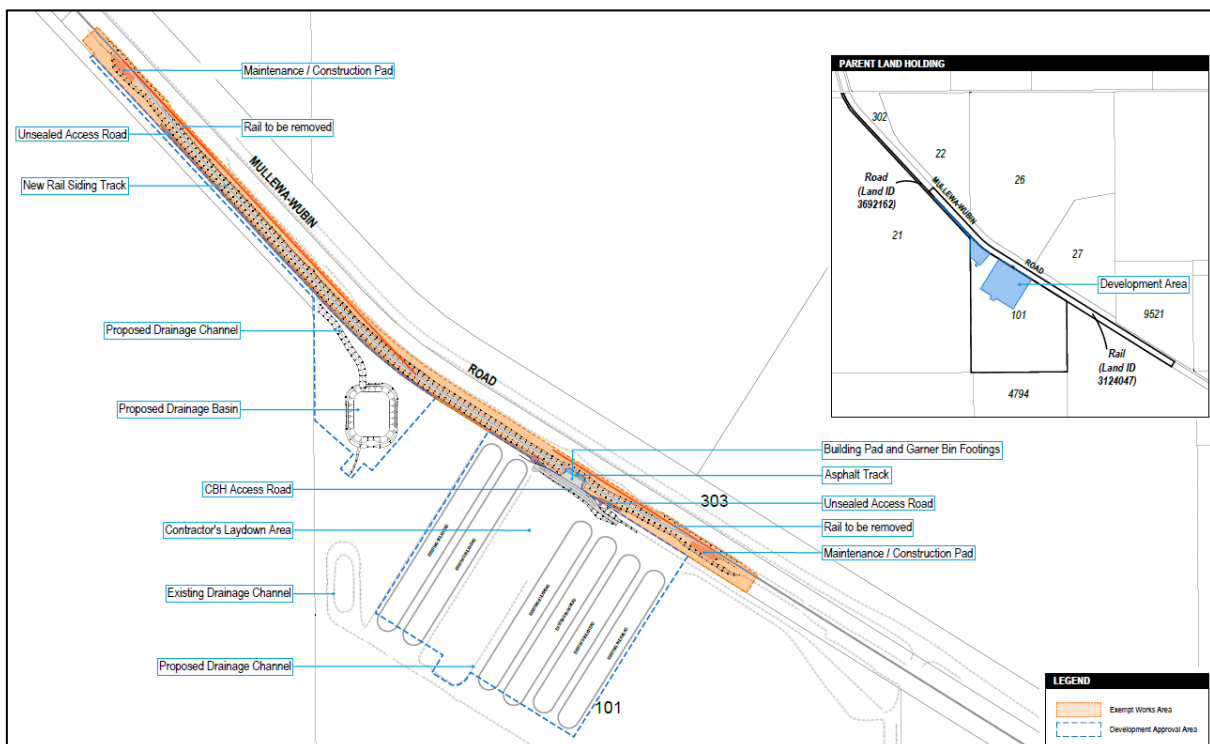 Maintenance / Construction Pad
Unsealed Access Road
Rail to be removed
New Rail Siding Track
MULLEWA-WUBIN
ROAD
Proposed Drainage Channel
Proposed Drainage Basin
CBH Access Road
Contractor's Laydown Area
Existing Drainage Channel
Proposed Drainage Channel
Building Pad and Garner Bin Footings
Asphalt Track
303
Unsealed Access Road
Rail to be removed
Maintenance / Construction Pad
101
PARENT LAND HOLDING
302
22
26
Road
(Land ID
3692162)
MULLEWA-WUBIN
ROAD
21
27
Development Area
101
9521
Rail
(Land ID
3124047)
4794
LEGEND
Exempt Works Area
Development Approval Area